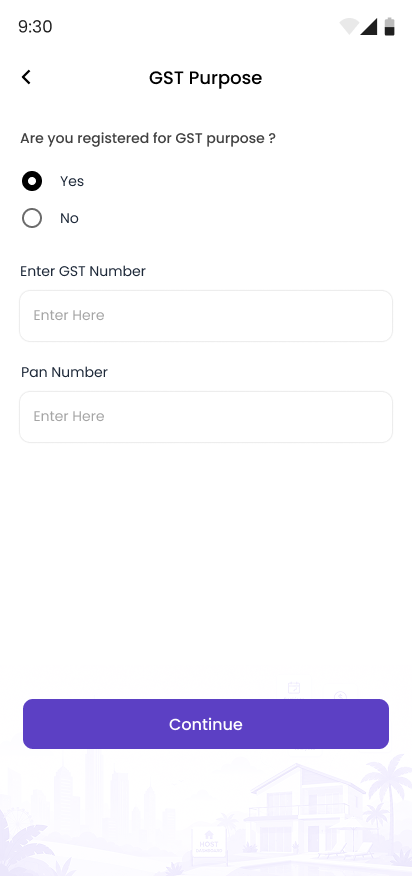 9:30
GST Purpose
Are you registered for GST purpose ?
Yes
No
Enter GST Number
Enter Here
Pan Number
Enter Here
Continue
HOST